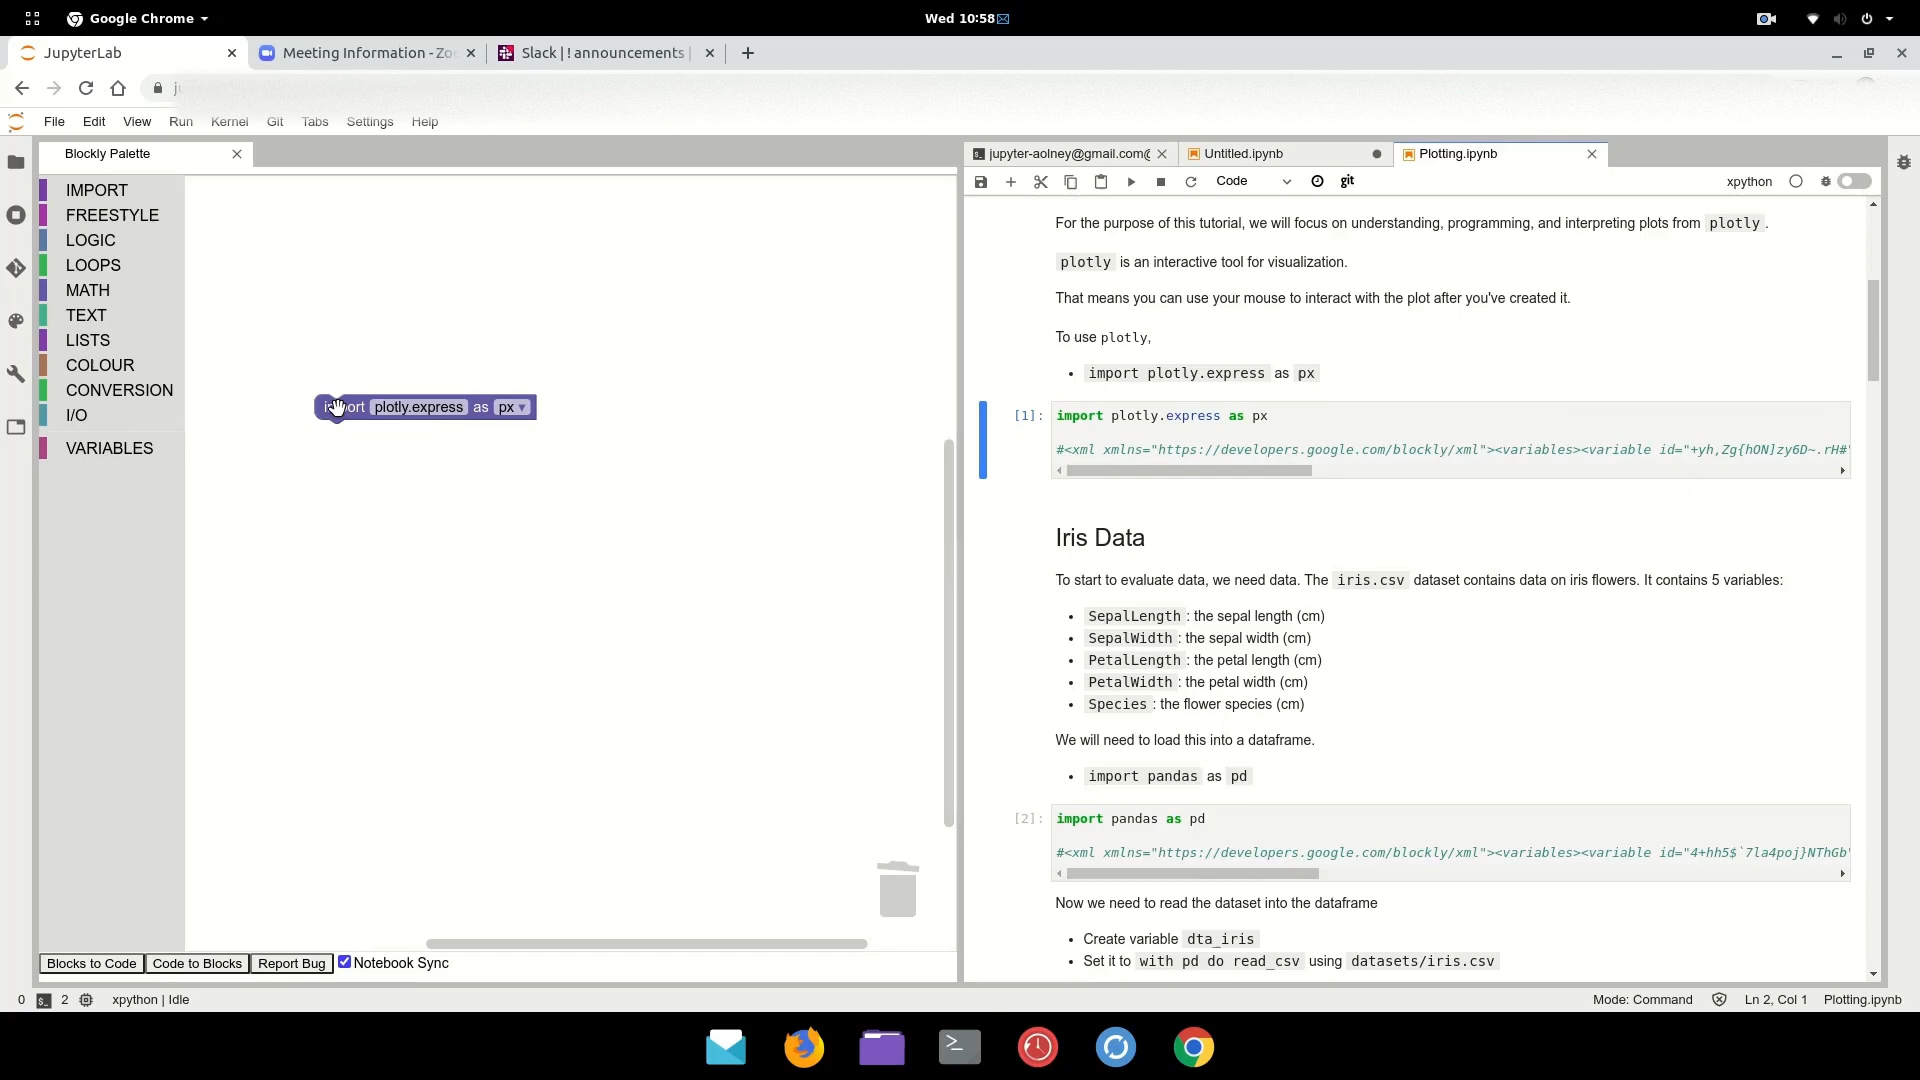 Google Chrome
Wed 10:58
JupyterLab
Meeting Information - Zo
Slack | ! announcements |
File Edit View Run Kernel Git Tabs Settings Help
Blockly Palette
IMPORT
FREESTYLE
LOGIC
LOOPS
MATH
TEXT
LISTS
COLOUR
CONVERSION
I/O
VARIABLES
plotly.express as px
Blocks to Code Code to Blocks Report Bug Notebook Sync
jupyter-aolney@gmail.com@
Untitled.ipynb
Plotting.ipynb
Code
git
xpython
For the purpose of this tutorial, we will focus on understanding, programming, and interpreting plots from plotly .
plotly is an interactive tool for visualization.
That means you can use your mouse to interact with the plot after you've created it.
To use plotly,
• import plotly.express as px
[1]: import plotly.express as px
#<xml xmlns="https://developers.google.com/blockly/xml"><variables><variable id="+yh,Zg{hON]zy6D~.rH#"
Iris Data
To start to evaluate data, we need data. The iris.csv dataset contains data on iris flowers. It contains 5 variables:
• SepalLength : the sepal length (cm)
• SepalWidth : the sepal width (cm)
• PetalLength : the petal length (cm)
• PetalWidth : the petal width (cm)
• Species : the flower species (cm)
We will need to load this into a dataframe.
• import pandas as pd
[2]: import pandas as pd
#<xml xmlns="https://developers.google.com/blockly/xml"><variables><variable id="4+hh5$`7la4poj}NThGb"
Now we need to read the dataset into the dataframe
• Create variable dta_iris
• Set it to with pd do read_csv using datasets/iris.csv
0 2 xpython | Idle
Mode: Command Ln 2, Col 1 Plotting.ipynb